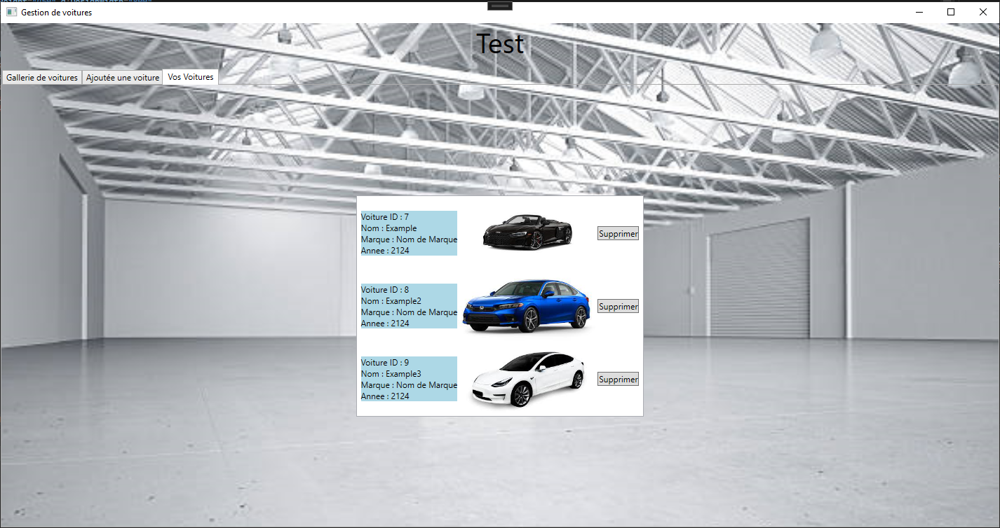 Gestion de voitures
Test
Gallerie de voitures
Ajoutée une voiture
Vos Voitures
Voiture ID : 7
Nom : Example
Marque : Nom de Marque
Annee : 2124
Supprimer
Voiture ID : 8
Nom : Example2
Marque : Nom de Marque
Annee : 2124
Supprimer
Voiture ID : 9
Nom : Example3
Marque : Nom de Marque
Annee : 2124
Supprimer